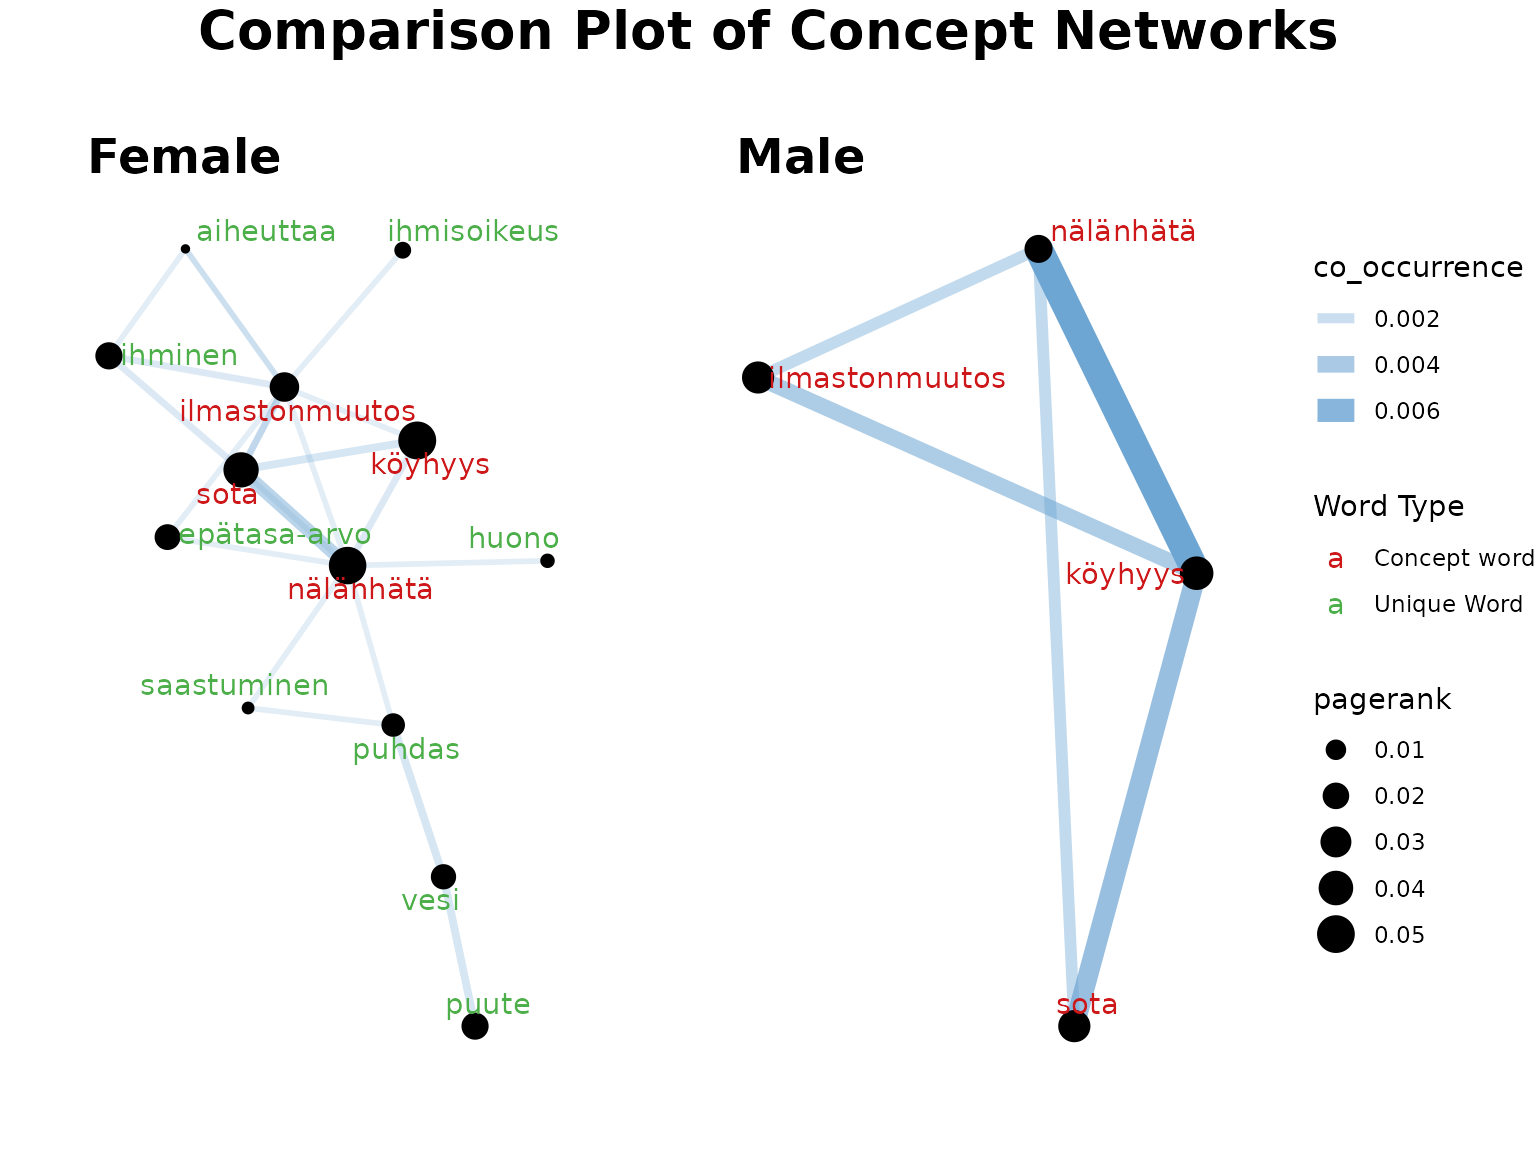 Comparison Plot of Concept Networks
Female
aiheuttaa
ihmisoikeus
ihminen
ilmastonmuutos
köyhyys
sota
epätasa-arvo
huono
nälänhätä
saastuminen
puhdas
vesi
puute
Male
nälänhätä
ilmastonmuutos
köyhyys
sota
co_occurrence
0.002
0.004
0.006
Word Type
a Concept word
a Unique Word
pagerank
0.01
0.02
0.03
0.04
0.05